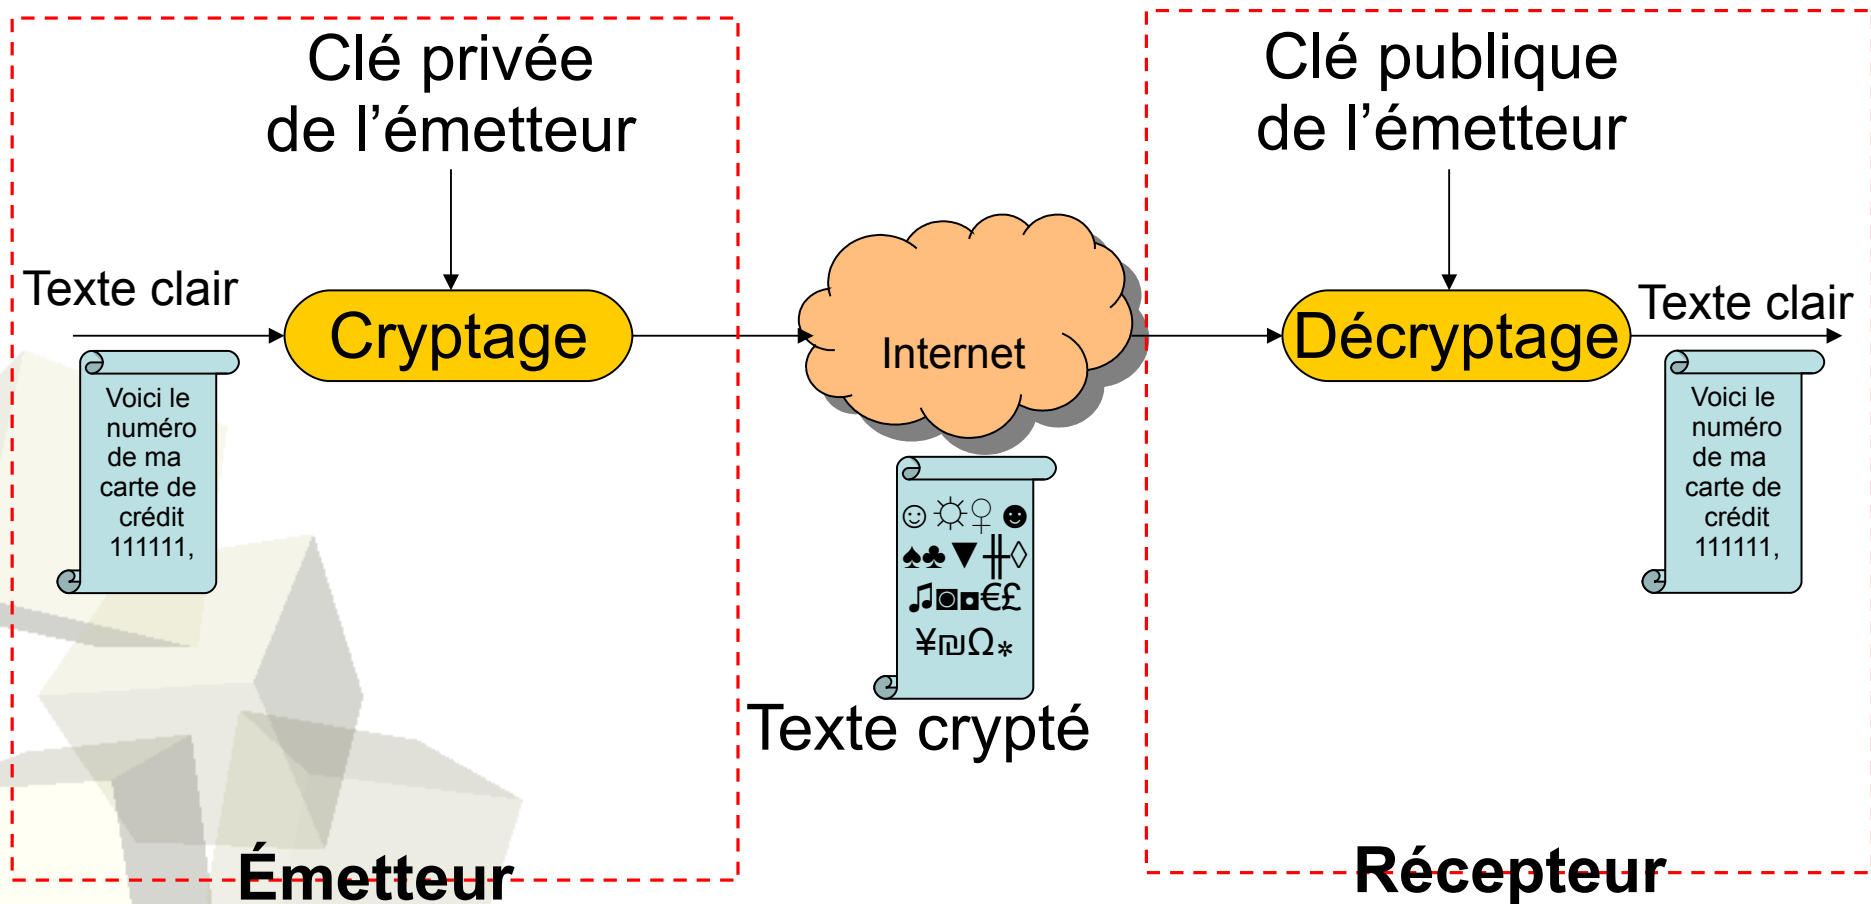 Clé privée
de l’émetteur
Clé publique
de l’émetteur
Texte clair
Cryptage
Internet
Décryptage
Texte clair
Voici le
numéro
de ma
carte de
crédit
111111,
☺☼♀☻
♠♣▼╫◊
♫◙◘€£
¥₪Ω*
Voici le
numéro
de ma
carte de
crédit
111111,
Texte crypté
Émetteur
Récepteur